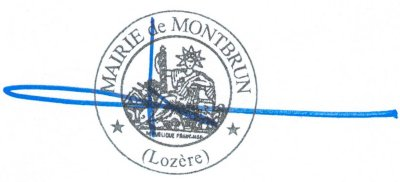 MAIRIE de MONTBRUN
RÉPUBLIQUE FRANÇAISE
(Lozère)